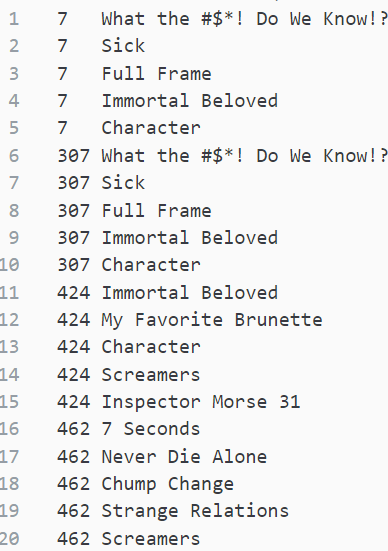 1 7 What the #$*! Do We Know!?
2 7 Sick
3 7 Full Frame
4 7 Immortal Beloved
5 7 Character
6 307 What the #$*! Do We Know!?
7 307 Sick
8 307 Full Frame
9 307 Immortal Beloved
10 307 Character
11 424 Immortal Beloved
12 424 My Favorite Brunette
13 424 Character
14 424 Screamers
15 424 Inspector Morse 31
16 462 7 Seconds
17 462 Never Die Alone
18 462 Chump Change
19 462 Strange Relations
20 462 Screamers